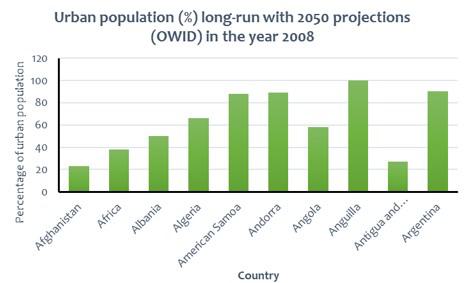 Urban population (%) long-run with 2050 projections
(OWID) in the year 2008
Percentage of urban population
120
100
80
60
40
20
0
Afghanistan
Africa
Albania
Algeria
American Samoa
Andorra
Angola
Anguilla
Antigua and...
Argentina
Country